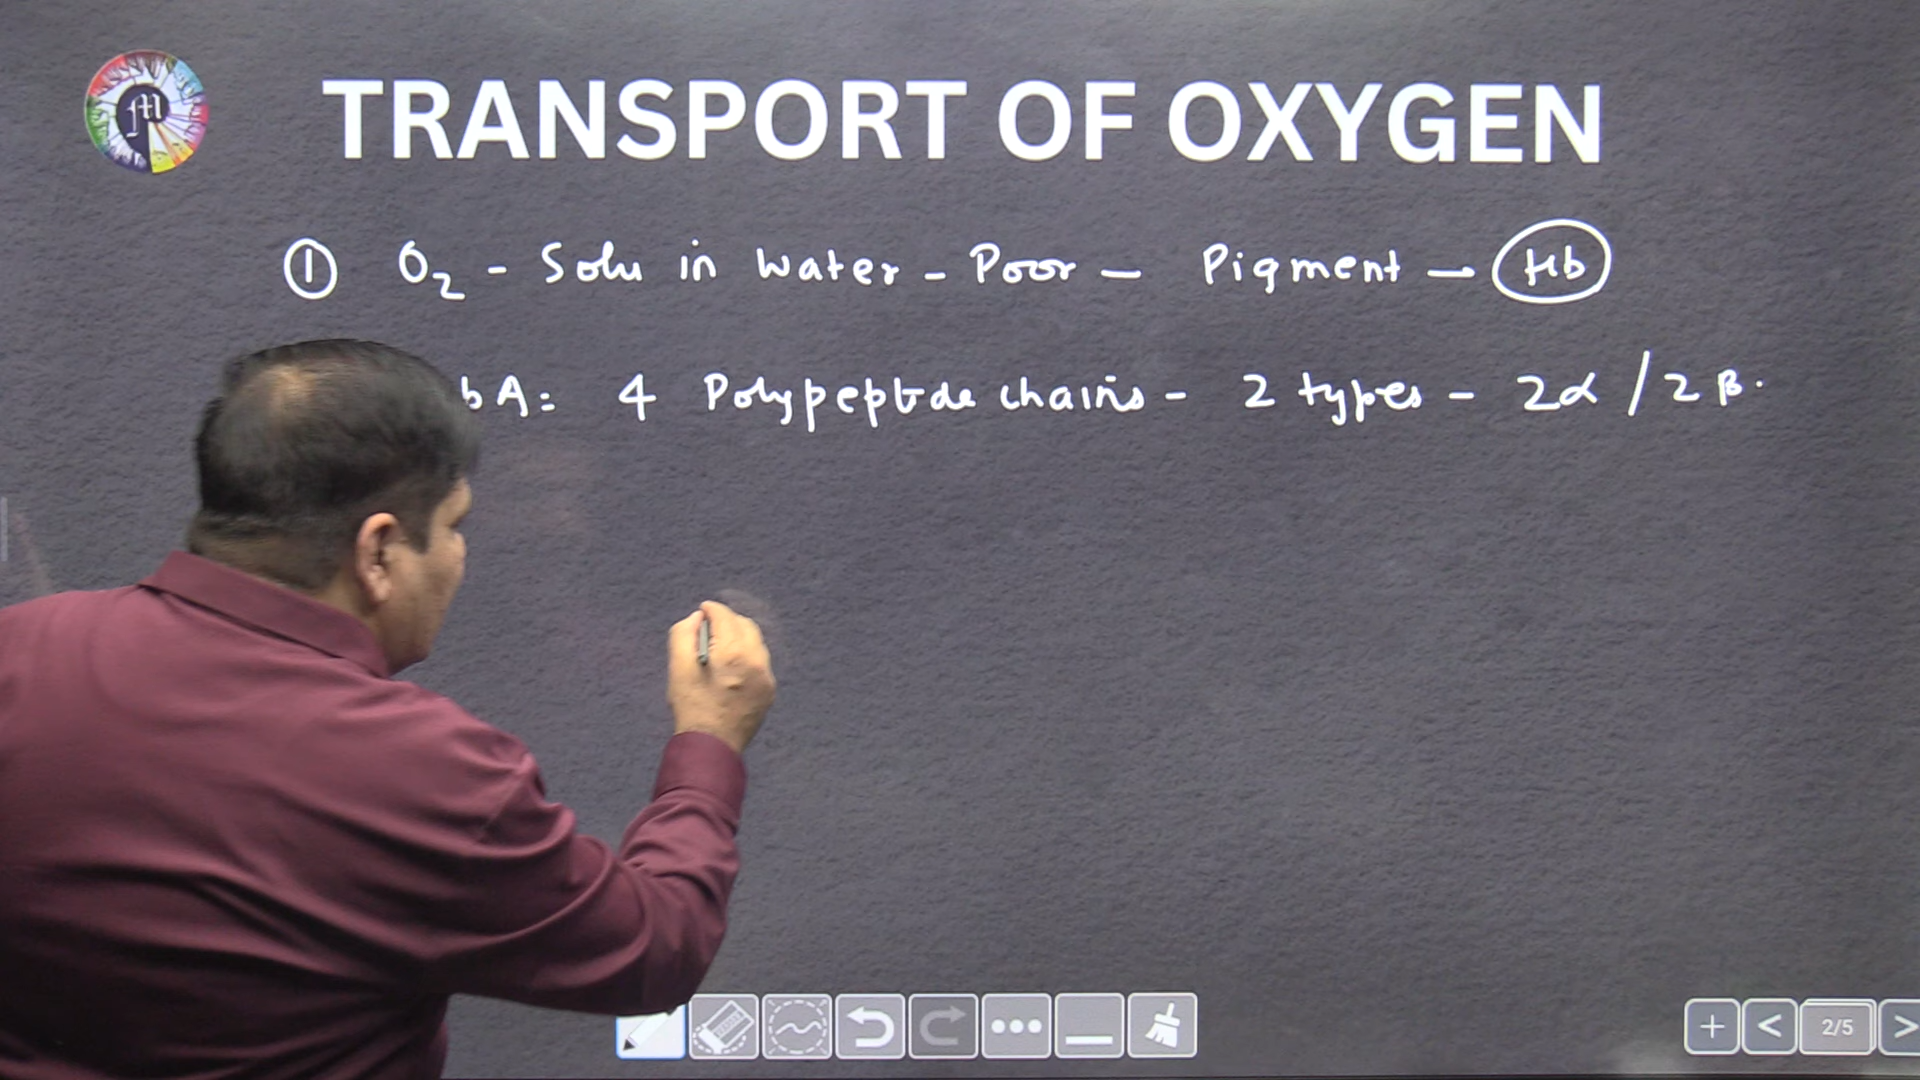 TRANSPORT OF OXYGEN
① O₂ - Solu in water - Poor - Pigment - Hb
bA = 4 Polypeptide chains - 2 types - 2α / 2β.
2/5